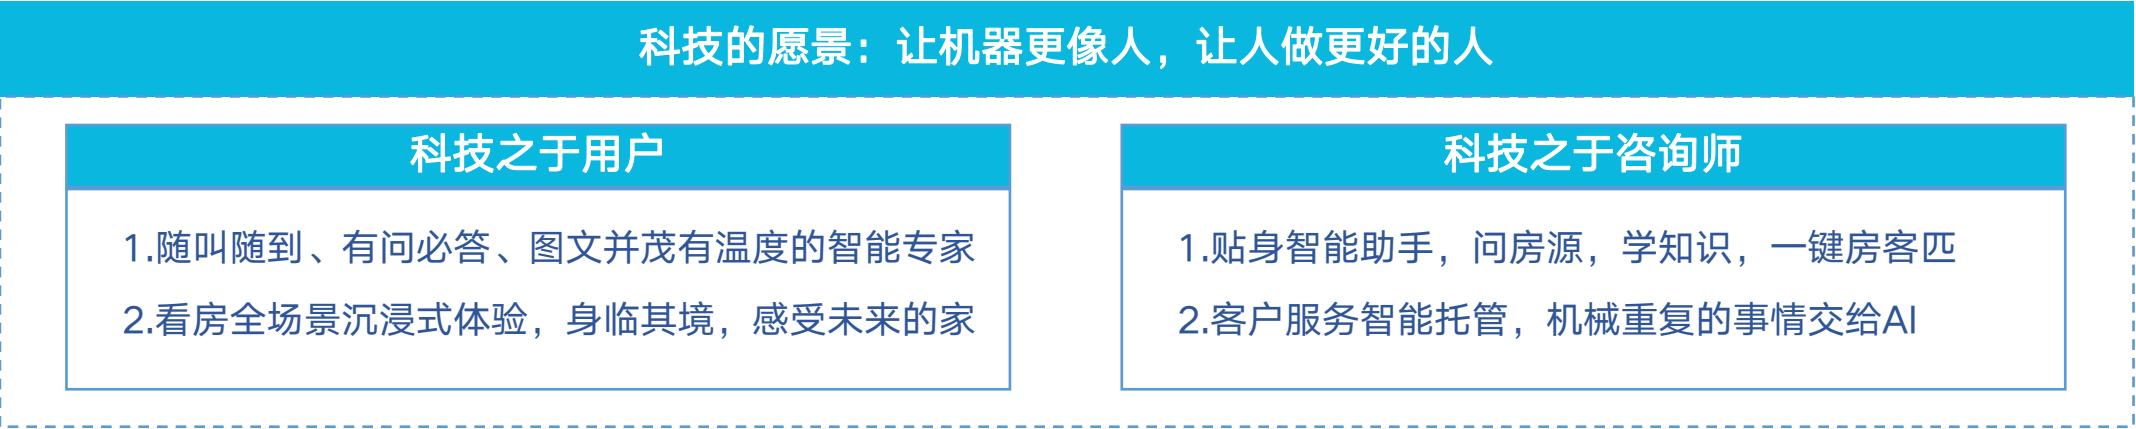 科技的愿景：让机器更像人，让人做更好的人
科技之于用户
1.随叫随到、有问必答、图文并茂有温度的智能专家
2.看房全场景沉浸式体验，身临其境，感受未来的家
科技之于咨询师
1.贴身智能助手，问房源，学知识，一键房客匹
2.客户服务智能托管，机械重复的事情交给AI